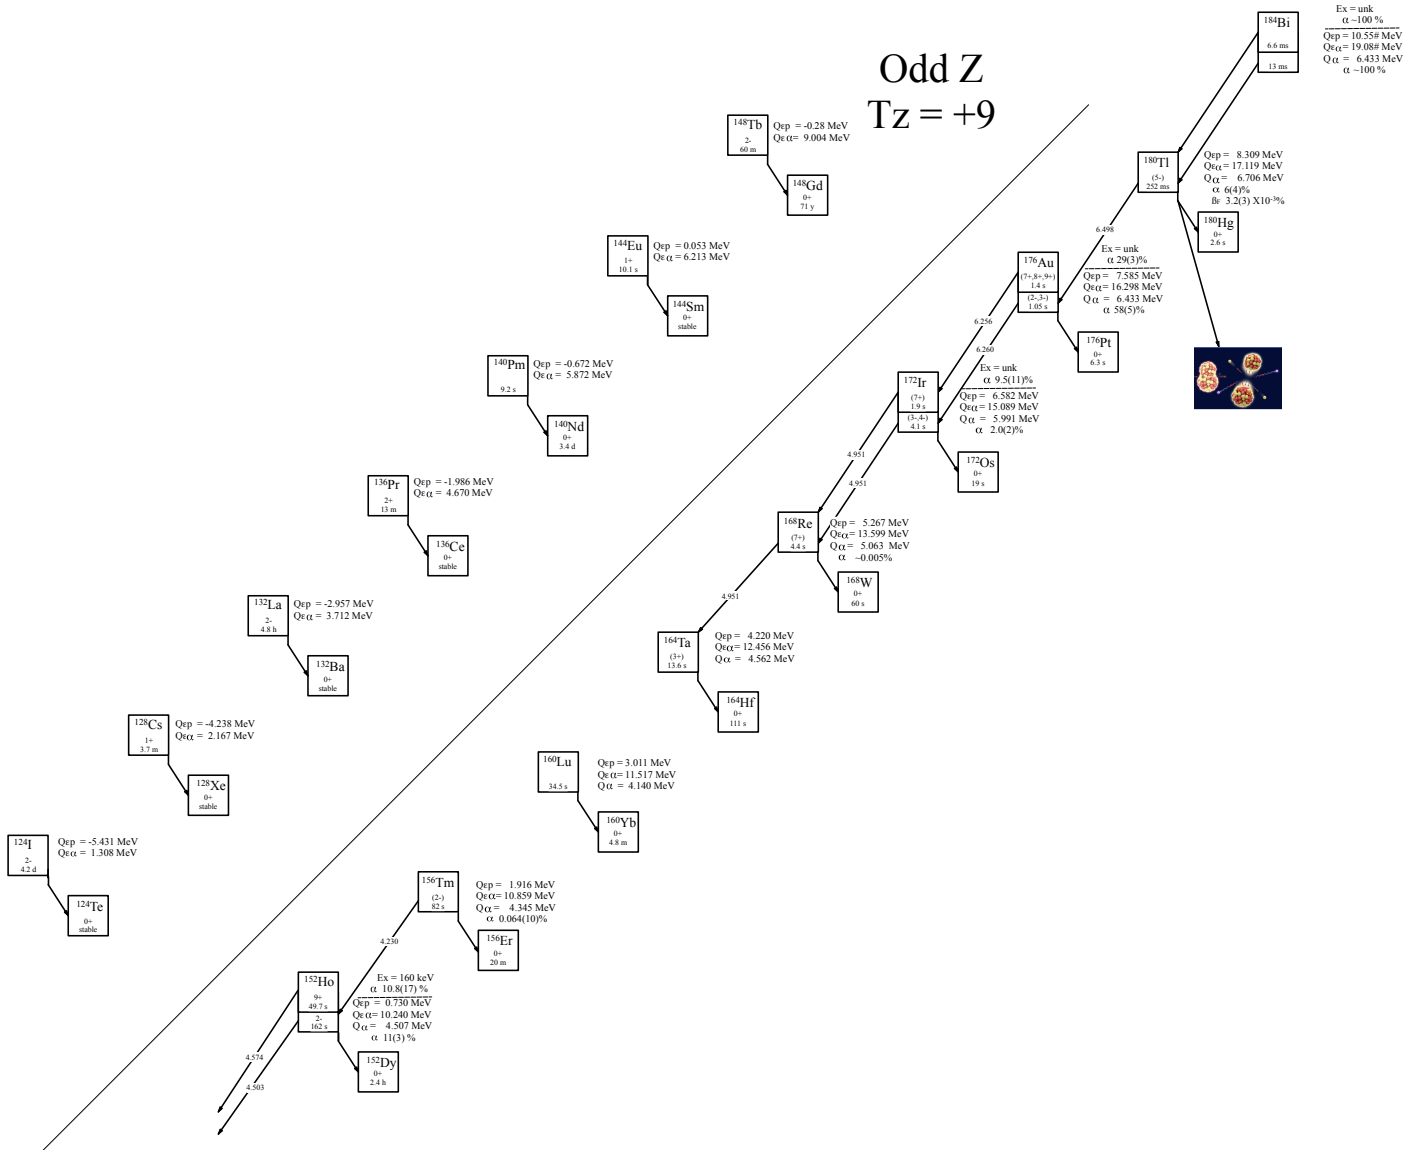 Odd Z
Tz = +9
184Bi
6.6 ms
13 ms
Ex = unk
α ~100 %
Qεp = 10.55# MeV
Qεα = 19.08# MeV
Qα = 6.433 MeV
α ~100 %
180Tl
(5-)
252 ms
Qεp = 8.309 MeV
Qεα = 17.119 MeV
Qα = 6.706 MeV
α 6(4)%
βF 3.2(3) X10-3%
180Hg
0+
2.6 s
6.498
176Au
(7+,8+,9+)
1.4 s
(2-,3-)
1.05 s
Ex = unk
α 29(3)%
Qεp = 7.585 MeV
Qεα = 16.298 MeV
Qα = 6.433 MeV
α 58(5)%
176Pt
0+
6.3 s
6.256
6.260
172Ir
(7+)
1.9 s
(3-,4-)
4.1 s
Ex = unk
α 9.5(11)%
Qεp = 6.582 MeV
Qεα = 15.089 MeV
Qα = 5.991 MeV
α 2.0(2)%
172Os
0+
19 s
4.951
4.951
168Re
(7+)
4.4 s
Qεp = 5.267 MeV
Qεα = 13.599 MeV
Qα = 5.063 MeV
α ~0.005%
168W
0+
60 s
4.951
164Ta
(3+)
13.6 s
Qεp = 4.220 MeV
Qεα = 12.456 MeV
Qα = 4.562 MeV
164Hf
0+
111 s
160Lu
34.5 s
Qεp = 3.011 MeV
Qεα = 11.517 MeV
Qα = 4.140 MeV
160Yb
0+
4.8 m
156Tm
(2-)
82 s
Qεp = 1.916 MeV
Qεα = 10.859 MeV
Qα = 4.345 MeV
α 0.064(10)%
156Er
0+
20 m
4.230
152Ho
9+
49.7 s
2-
162 s
Ex = 160 keV
α 10.8(17) %
Qεp = 0.730 MeV
Qεα = 10.240 MeV
Qα = 4.507 MeV
α 11(3) %
152Dy
0+
2.4 h
4.574
4.503
148Tb
2-
60 m
Qεp = -0.28 MeV
Qεα = 9.004 MeV
148Gd
0+
71 y
144Eu
1+
10.1 s
Qεp = 0.053 MeV
Qεα = 6.213 MeV
144Sm
0+
stable
140Pm
9.2 s
Qεp = -0.672 MeV
Qεα = 5.872 MeV
140Nd
0+
3.4 d
136Pr
2+
13 m
Qεp = -1.986 MeV
Qεα = 4.670 MeV
136Ce
0+
stable
132La
2-
4.8 h
Qεp = -2.957 MeV
Qεα = 3.712 MeV
132Ba
0+
stable
128Cs
1+
3.7 m
Qεp = -4.238 MeV
Qεα = 2.167 MeV
128Xe
0+
stable
124I
2-
4.2 d
Qεp = -5.431 MeV
Qεα = 1.308 MeV
124Te
0+
stable